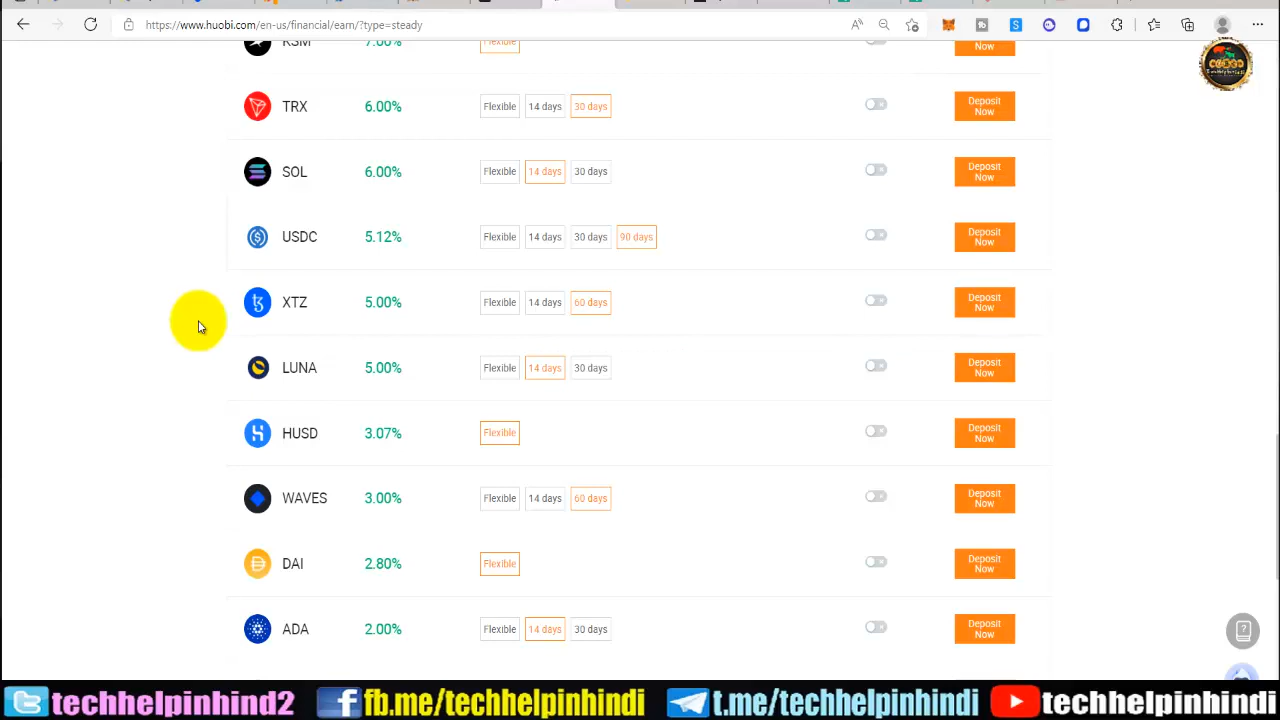 https://www.huobi.com/en-us/financial/earn/?type=steady
KSM 7.00% Flexible Now
TRX 6.00% Flexible 14 days 30 days Deposit Now
SOL 6.00% Flexible 14 days 30 days Deposit Now
USDC 5.12% Flexible 14 days 30 days 90 days Deposit Now
XTZ 5.00% Flexible 14 days 60 days Deposit Now
LUNA 5.00% Flexible 14 days 30 days Deposit Now
HUSD 3.07% Flexible Deposit Now
WAVES 3.00% Flexible 14 days 60 days Deposit Now
DAI 2.80% Flexible Deposit Now
ADA 2.00% Flexible 14 days 30 days Deposit Now
techhelpinhind2 fb.me/techhelpinhindi t.me/techhelpinhindi techhelpinhindi